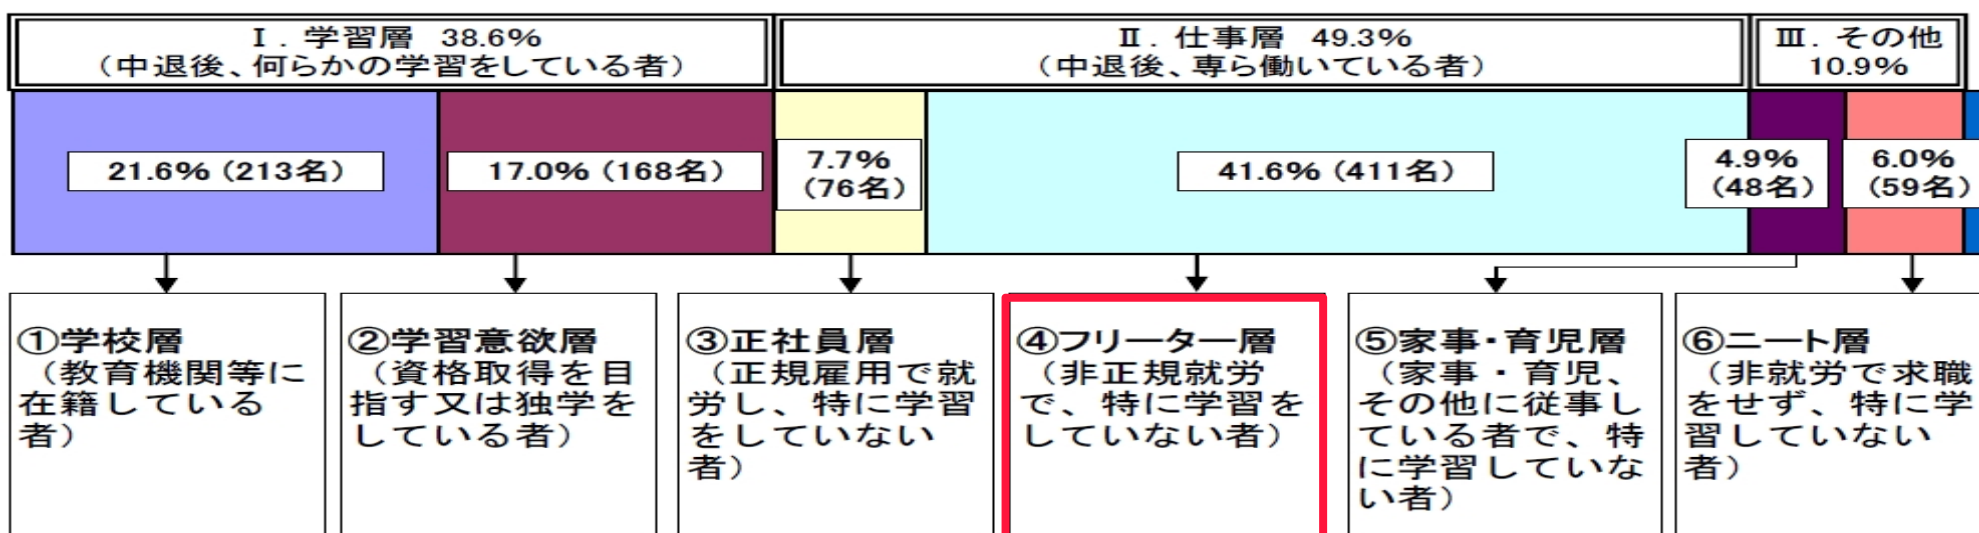 Ⅰ. 学習層 38.6%
（中退後、何らかの学習をしている者）
Ⅱ. 仕事層 49.3%
（中退後、専ら働いている者）
Ⅲ. その他
10.9%
21.6%（213名）
17.0%（168名）
7.7%
（76名）
41.6%（411名）
4.9%
（48名）
6.0%
（59名）
①学校層
（教育機関等に
在籍している
者）
②学習意欲層
（資格取得を目
指す又は独学を
している者）
③正社員層
（正規雇用で就
労し、特に学習
をしていない
者）
④フリーター層
（非正規就労
で、特に学習を
していない者）
⑤家事・育児層
（家事・育児、
その他に従事し
ている者で、特
に学習していな
い者）
⑥ニート層
（非就労で求職
をせず、特に学
習していない
者）